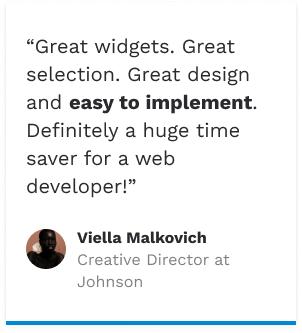 “Great widgets. Great
selection. Great design
and easy to implement.
Definitely a huge time
saver for a web
developer!”
Viella Malkovich
Creative Director at
Johnson